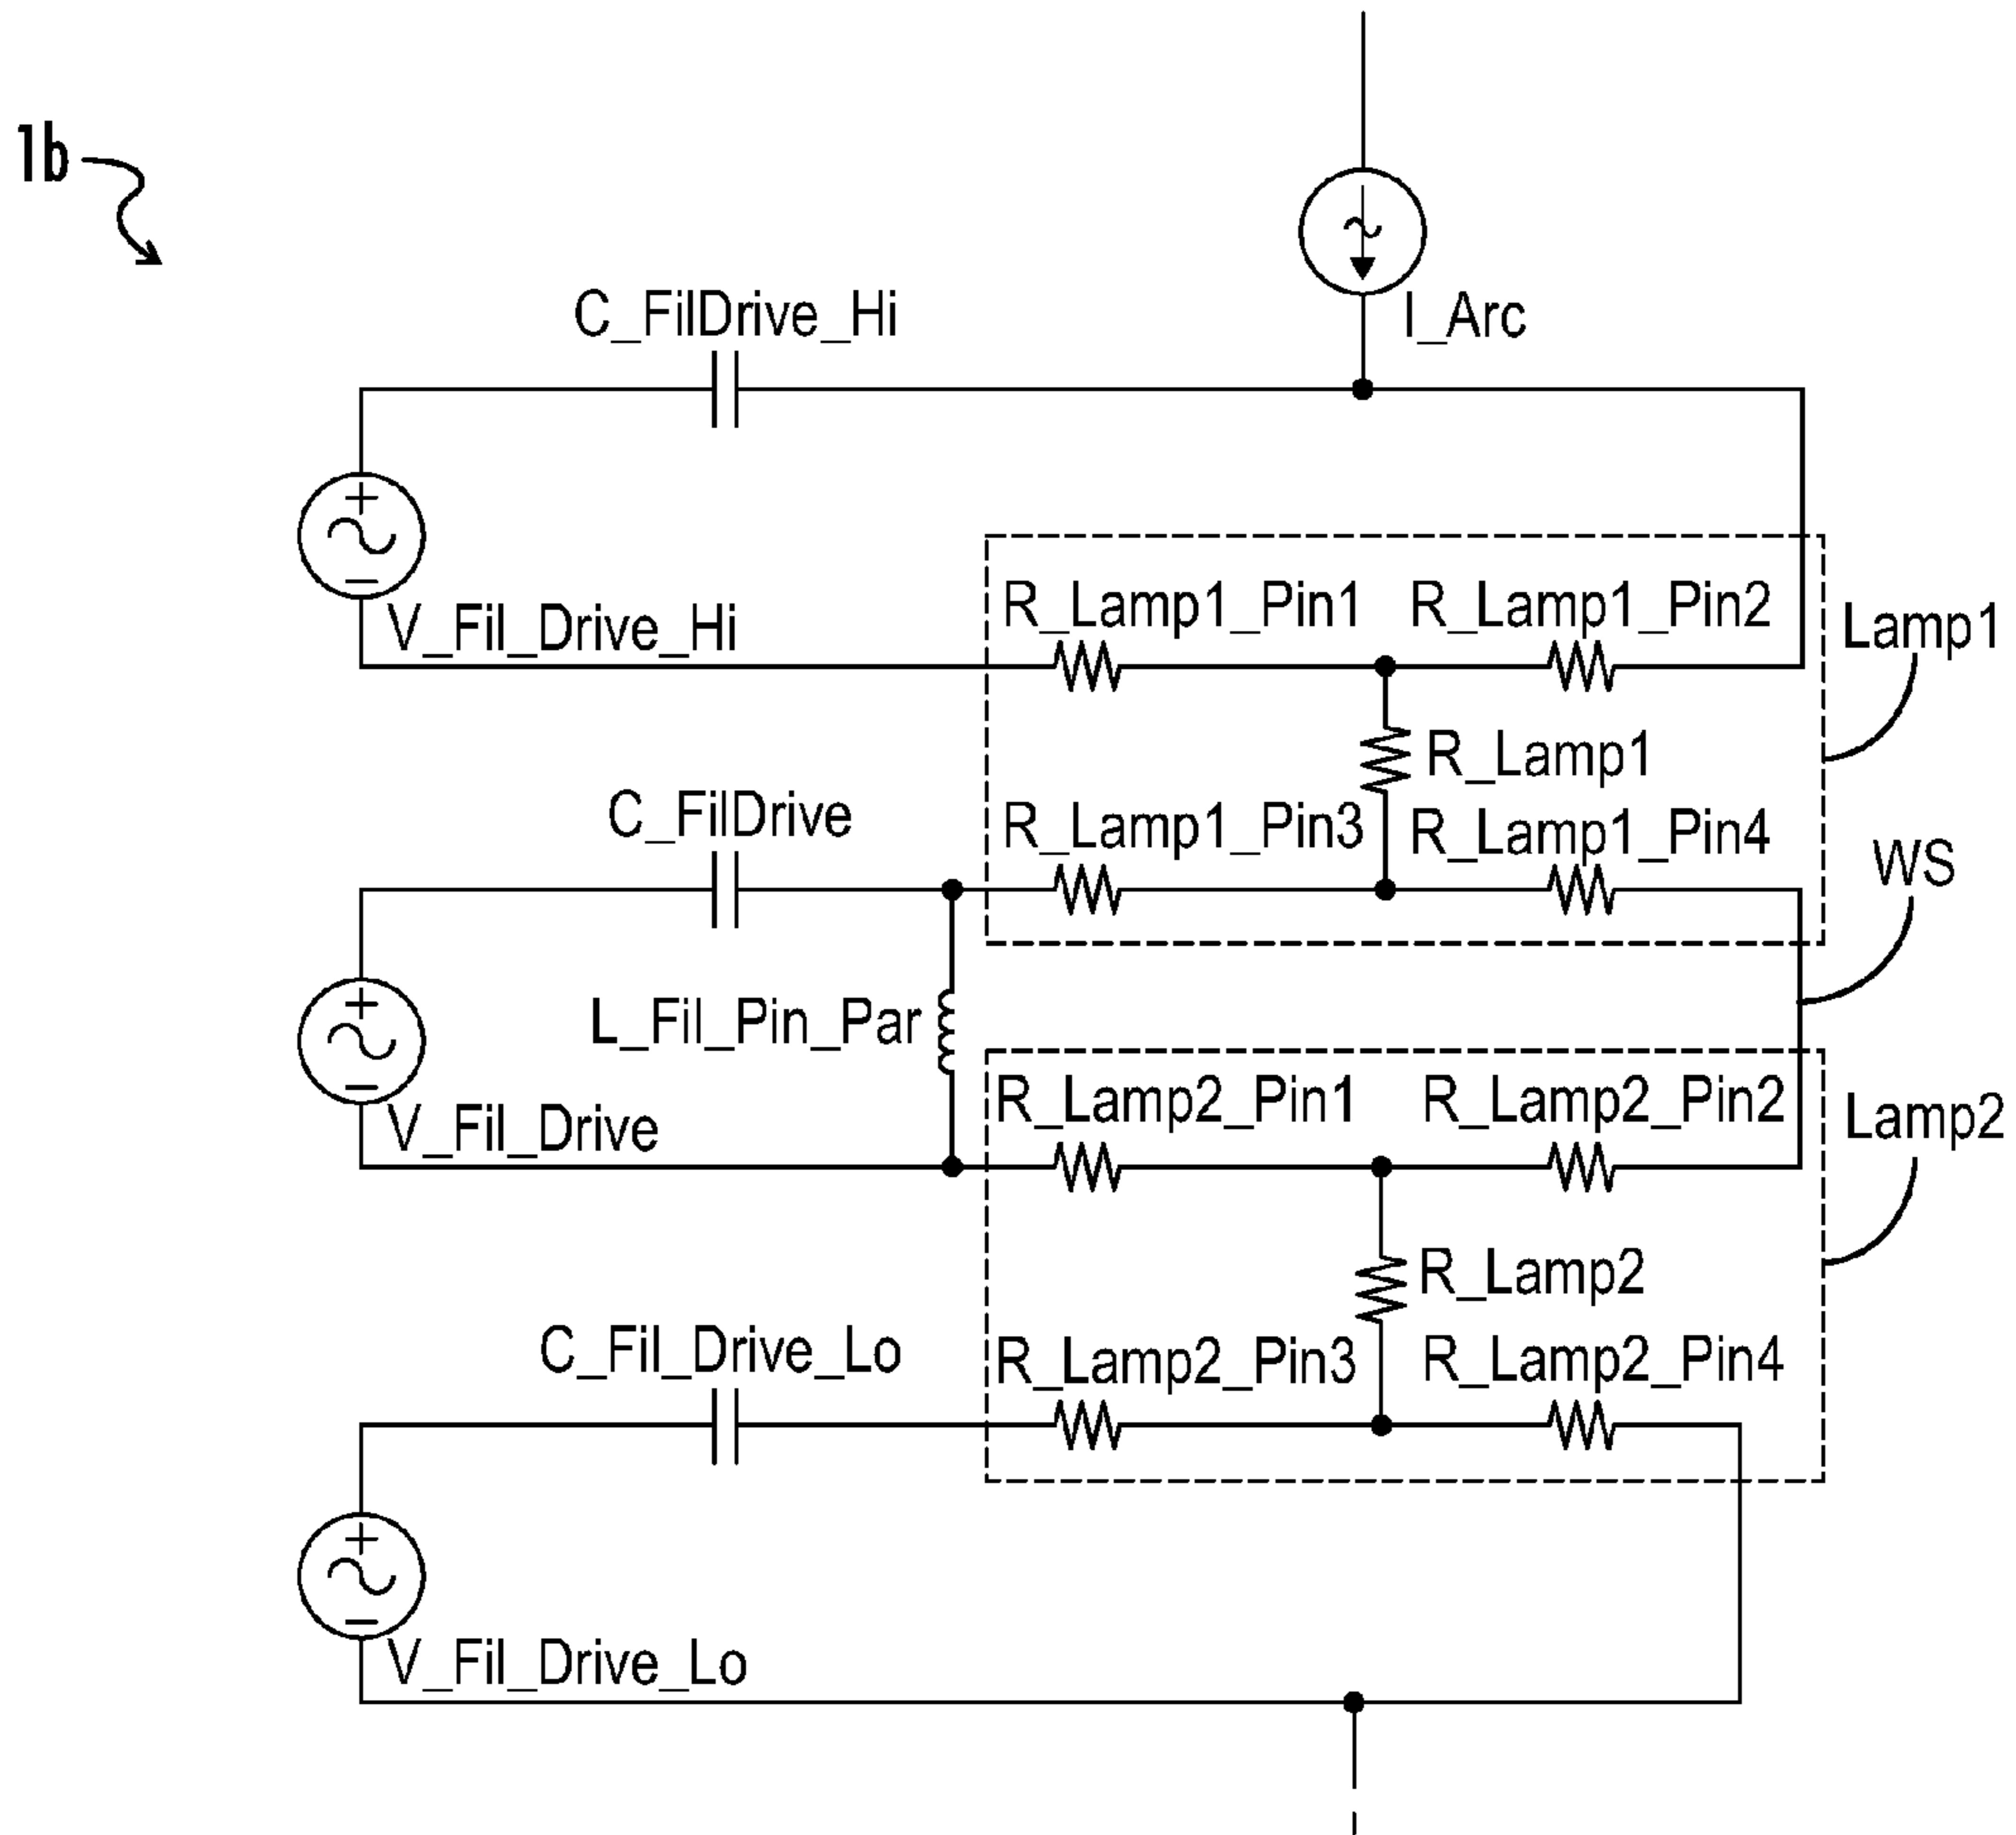 1b
C_FilDrive_Hi
I_Arc
V_Fil_Drive_Hi
R_Lamp1_Pin1
R_Lamp1_Pin2
Lamp1
R_Lamp1
C_FilDrive
R_Lamp1_Pin3
R_Lamp1_Pin4
WS
L_Fil_Pin_Par
V_Fil_Drive
R_Lamp2_Pin1
R_Lamp2_Pin2
Lamp2
R_Lamp2
C_Fil_Drive_Lo
R_Lamp2_Pin3
R_Lamp2_Pin4
V_Fil_Drive_Lo